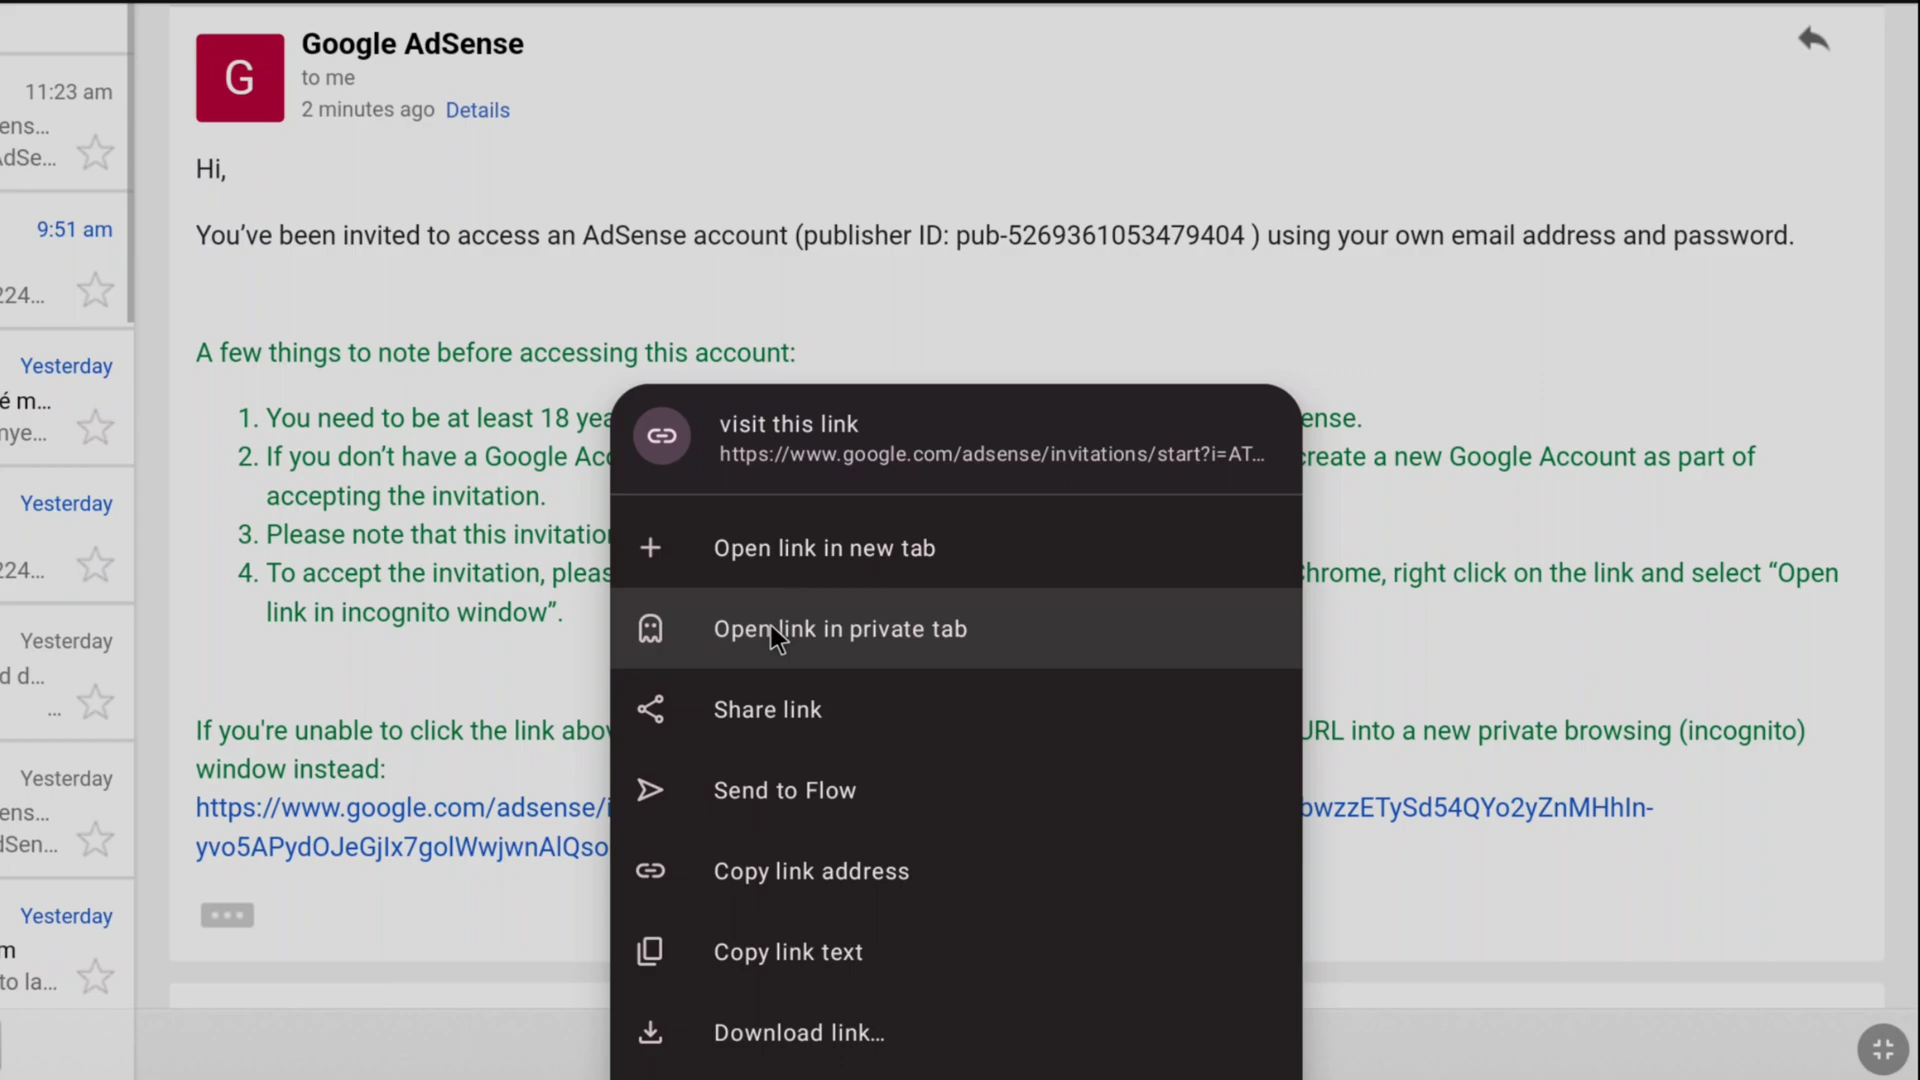 Google AdSense
G
to me
2 minutes ago Details
11:23 am
ens...
AdSe...
9:51 am
224...
Yesterday
é m...
nye...
Yesterday
224...
Yesterday
d d...
...
Yesterday
ens...
dSen...
Yesterday
m
to la...
Hi,
You’ve been invited to access an AdSense account (publisher ID: pub-5269361053479404 ) using your own email address and password.
A few things to note before accessing this account:
1. You need to be at least 18 yea ense.
2. If you don’t have a Google Acc create a new Google Account as part of
accepting the invitation.
3. Please note that this invitation
4. To accept the invitation, pleas Chrome, right click on the link and select “Open
link in incognito window”.
If you're unable to click the link abov URL into a new private browsing (incognito)
window instead:
https://www.google.com/adsense/i bwzzETySd54QYo2yZnMHhIn-
yvo5APydOJeGjIx7golWwjwnAlQso
visit this link
https://www.google.com/adsense/invitations/start?i=AT...
Open link in new tab
Open link in private tab
Share link
Send to Flow
Copy link address
Copy link text
Download link...